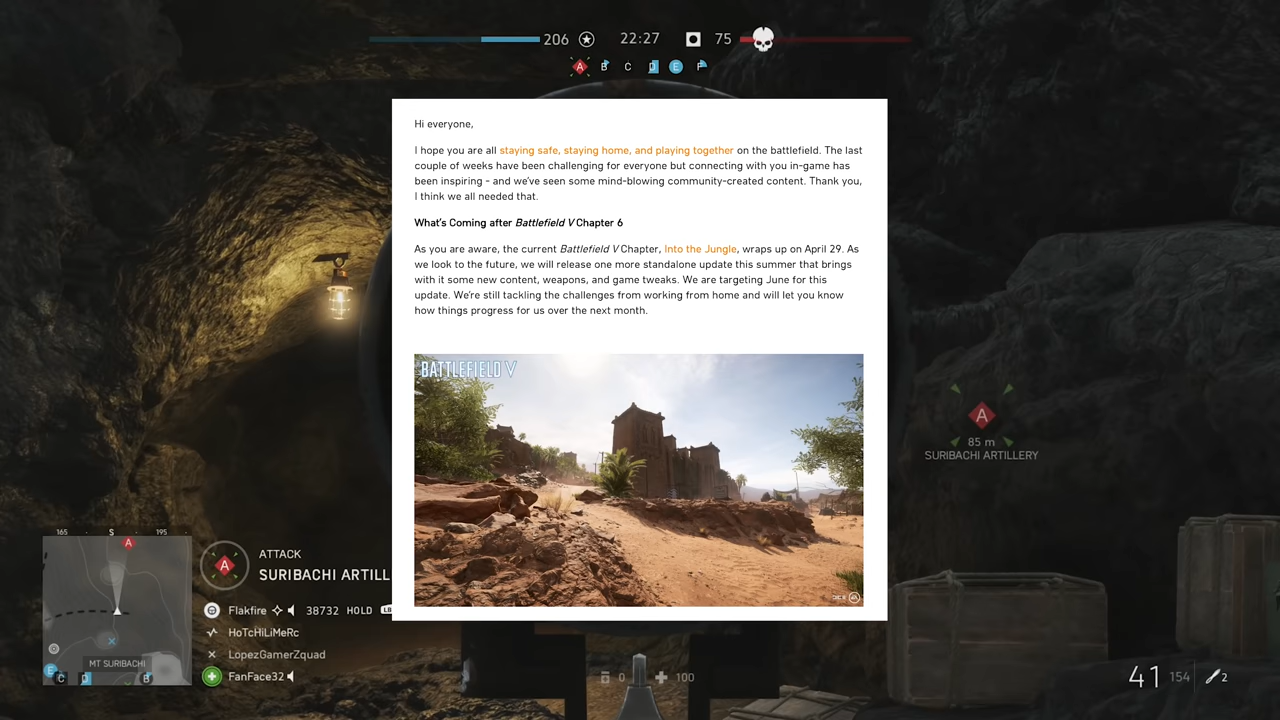 206 22:27 75
A B C D E F
Hi everyone,
I hope you are all staying safe, staying home, and playing together on the battlefield. The last
couple of weeks have been challenging for everyone but connecting with you in-game has
been inspiring - and we've seen some mind-blowing community-created content. Thank you,
I think we all needed that.
What's Coming after Battlefield V Chapter 6
As you are aware, the current Battlefield V Chapter, Into the Jungle, wraps up on April 29. As
we look to the future, we will release one more standalone update this summer that brings
with it some new content, weapons, and game tweaks. We are targeting June for this
update. We're still tackling the challenges from working from home and will let you know
how things progress for us over the next month.
BATTLEFIELD V
DICE EA
A
85 m
SURIBACHI ARTILLERY
165 S 195
A
MT SURIBACHI
E C D B
A
ATTACK
SURIBACHI ARTILL
Flakfire 38732 HOLD LB
HoTcHiLiMeRc
LopezGamerZquad
FanFace32
0 100
41 154 2